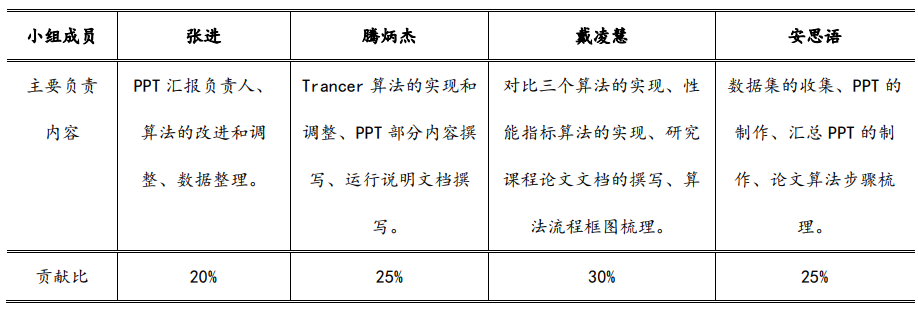 小组成员 张进 腾炳杰 戴凌慧 安思语
主要负责 PPT 汇报负责人、 Trancer 算法的实现和 对比三个算法的实现、性 数据集的收集、PPT 的
内容 算法的改进和调 调整、PPT 部分内容撰 能指标算法的实现、研究 制作、汇总 PPT 的制
整、数据整理。 写、运行说明文档撰 课程论文文档的撰写、算 作、论文算法步骤梳
写。 法流程框图梳理。 理。
贡献比 20% 25% 30% 25%